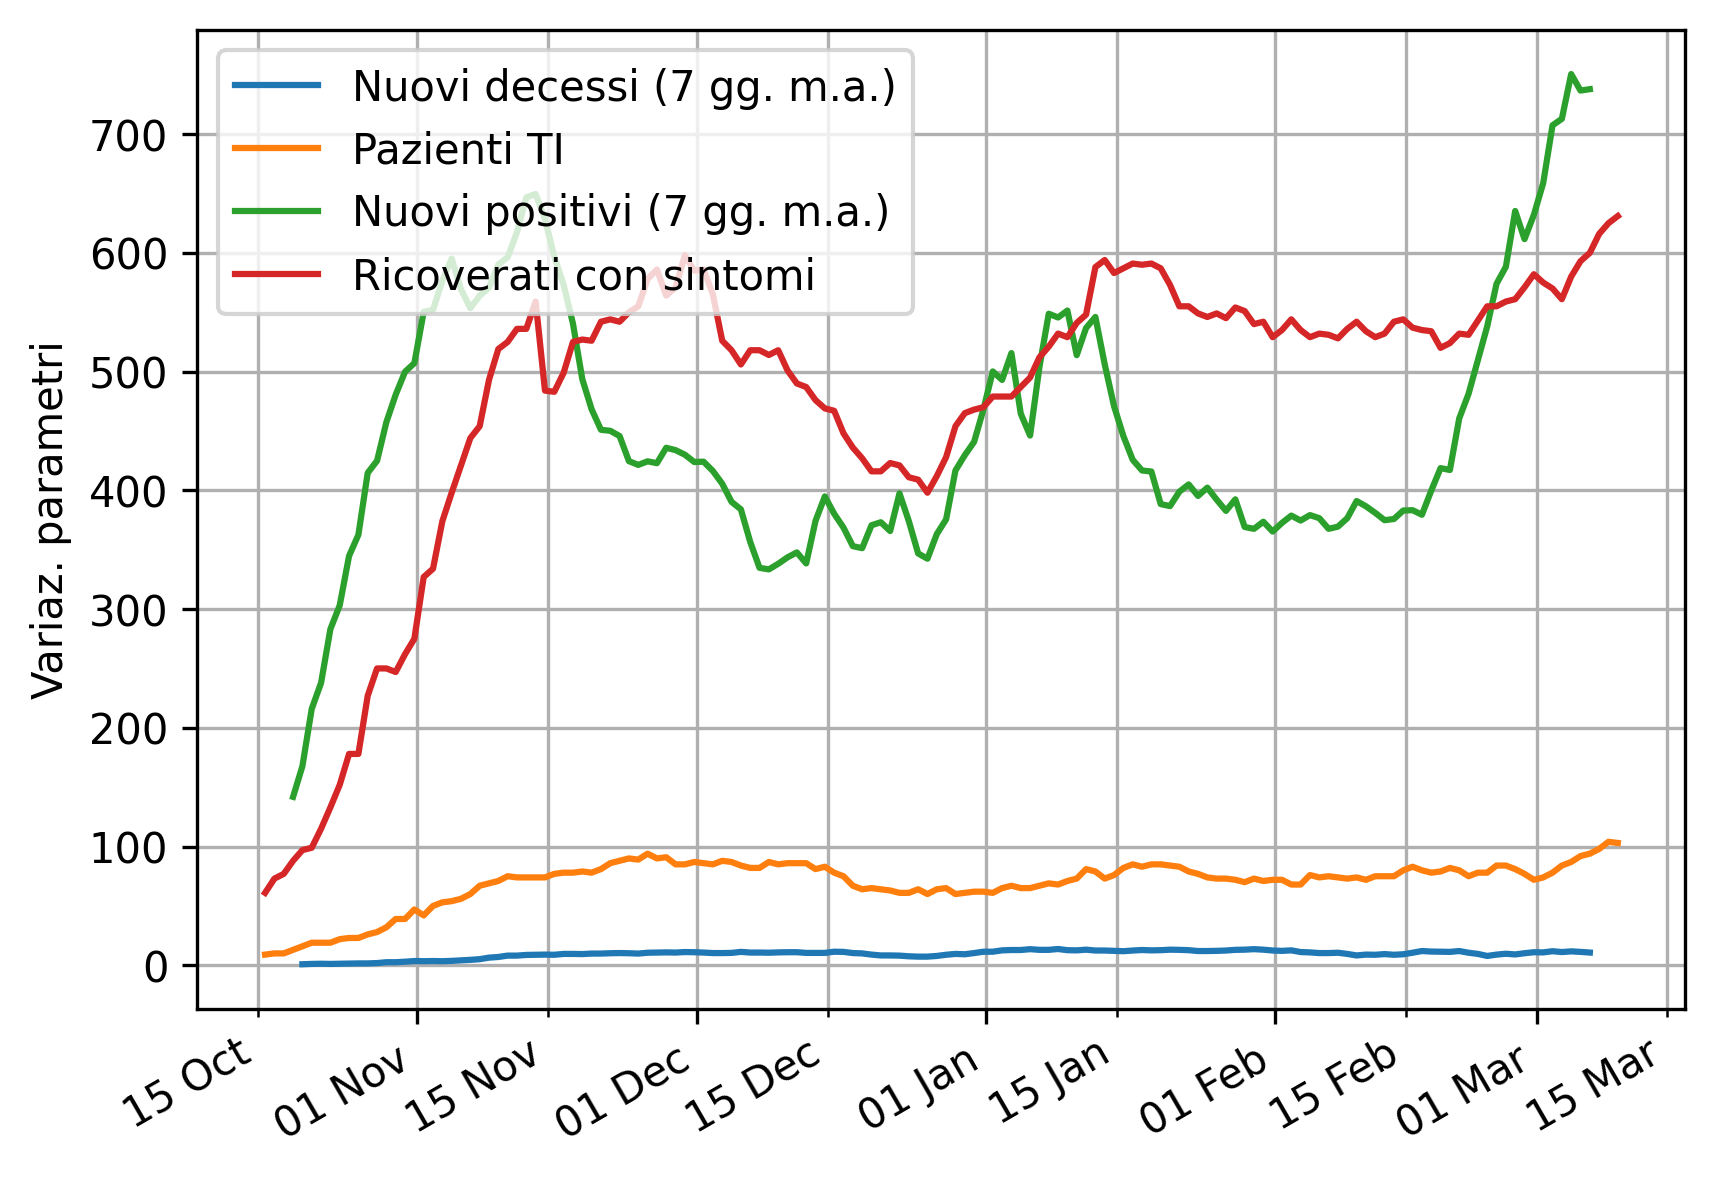 Nuovi decessi (7 gg. m.a.)
Pazienti TI
Nuovi positivi (7 gg. m.a.)
Ricoverati con sintomi
Variaz. parametri
700
600
500
400
300
200
100
0
15 Oct
01 Nov
15 Nov
01 Dec
15 Dec
01 Jan
15 Jan
01 Feb
15 Feb
01 Mar
15 Mar